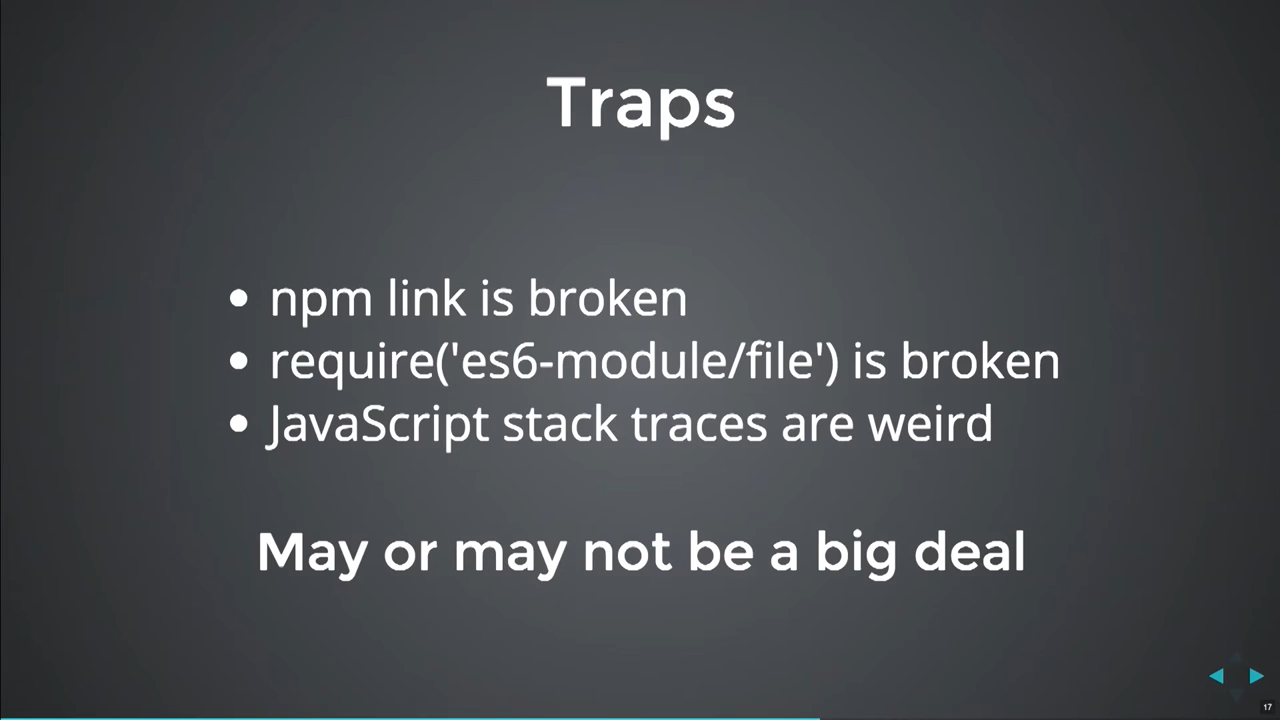 Traps
• npm link is broken
• require('es6-module/file') is broken
• JavaScript stack traces are weird
May or may not be a big deal
17